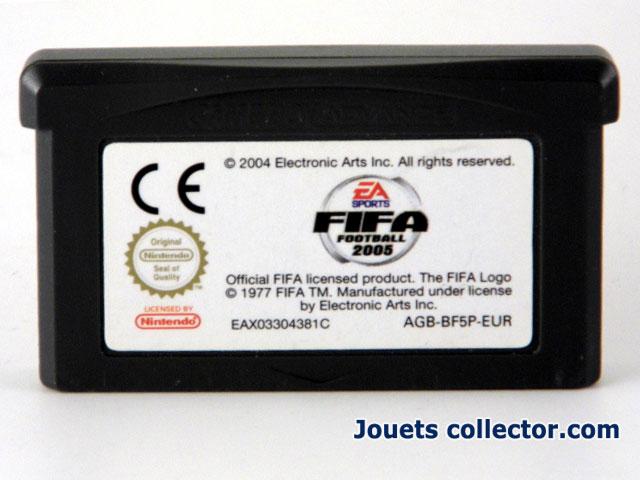 CE
© 2004 Electronic Arts Inc. All rights reserved.
EA
SPORTS
FIFA
FOOTBALL
2005
Original
Nintendo
Seal of
Quality
TM
Official FIFA licensed product. The FIFA Logo
© 1977 FIFA TM. Manufactured under license
by Electronic Arts Inc.
LICENSED BY
Nintendo
EAX03304381C
AGB-BF5P-EUR
Jouets collector.com